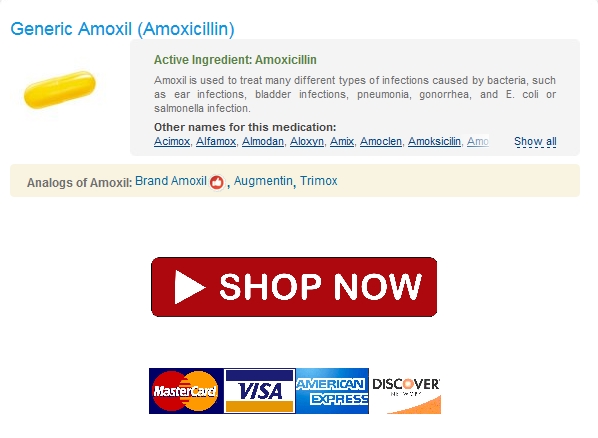 Generic Amoxil (Amoxicillin)
Active Ingredient: Amoxicillin
Amoxil is used to treat many different types of infections caused by bacteria, such
as ear infections, bladder infections, pneumonia, gonorrhea, and E. coli or
salmonella infection.
Other names for this medication:
Acimox, Alfamox, Almodan, Aloxyn, Amix, Amoclen, Amoksicilin, Amo Show all
Analogs of Amoxil: Brand Amoxil , Augmentin, Trimox
SHOP NOW
MasterCard VISA AMERICAN EXPRESS DISCOVER NETWORK